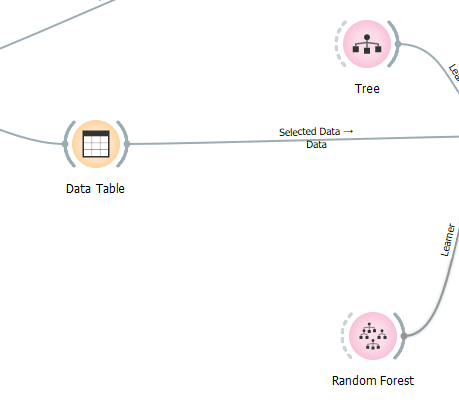 Tree
Selected Data →
Data
Data Table
Learner
Random Forest